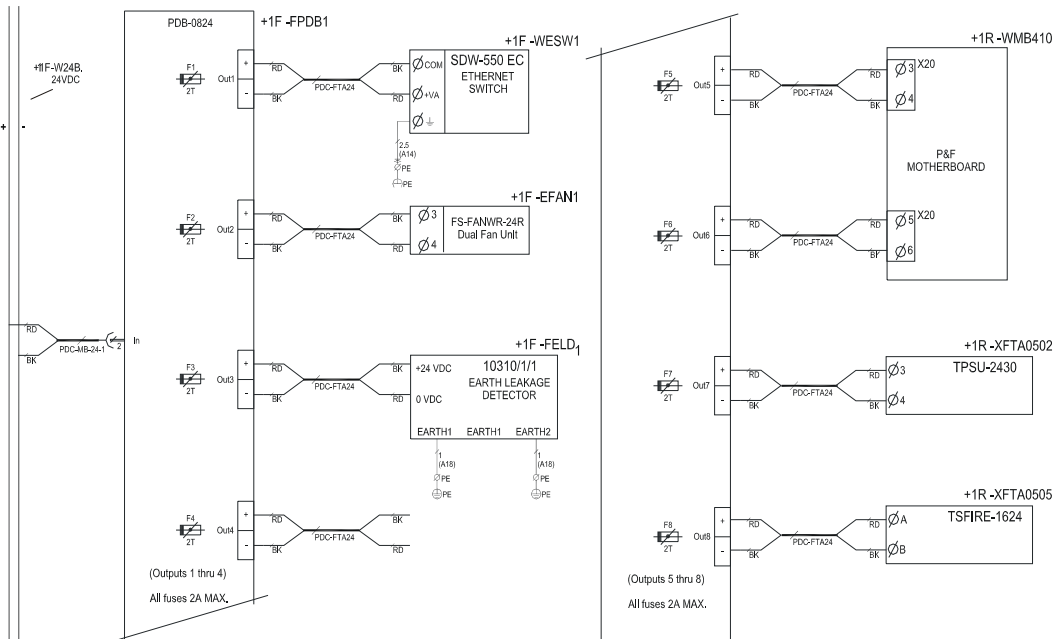 PDB-0824
+1F -FPDB1
+1F-W24B.
24VDC
+
-
RD
BK
PDC-MB-24-1
2
In
F1
2T
Out1
+
-
RD
BK
PDC-FTA24
BK
RD
+1F -WESW1
COM
+VA
SDW-550 EC
ETHERNET
SWITCH
2.5
(A14)
PE
PE
F2
2T
Out2
+
-
RD
BK
PDC-FTA24
BK
RD
+1F -EFAN1
3
4
FS-FANWR-24R
Dual Fan Unit
F3
2T
Out3
+
-
RD
BK
PDC-FTA24
BK
RD
+1F -FELD1
+24 VDC
0 VDC
10310/1/1
EARTH LEAKAGE
DETECTOR
EARTH1 EARTH1 EARTH2
1
(A18)
PE
PE
1
(A18)
PE
PE
F4
2T
Out4
+
-
RD
BK
PDC-FTA24
BK
RD
(Outputs 1 thru 4)
All fuses 2A MAX.
F5
2T
Out5
+
-
RD
BK
PDC-FTA24
RD
BK
+1R -WMB410
3
4
X20
P&F
MOTHERBOARD
F6
2T
Out6
+
-
RD
BK
PDC-FTA24
RD
BK
5
6
X20
F7
2T
Out7
+
-
RD
BK
PDC-FTA24
RD
BK
+1R -XFTA0502
3
4
TPSU-2430
F8
2T
Out8
+
-
RD
BK
PDC-FTA24
RD
BK
+1R -XFTA0505
A
B
TSFIRE-1624
(Outputs 5 thru 8)
All fuses 2A MAX.